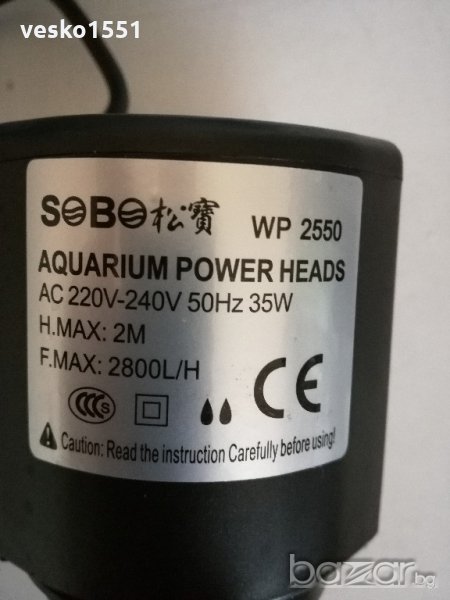 vesko1551
SOBO松寶 WP 2550
AQUARIUM POWER HEADS
AC 220V-240V 50Hz 35W
H.MAX: 2M
F.MAX: 2800L/H
CCC S CE
Caution: Read the instruction Carefully before using!
bazar.bg